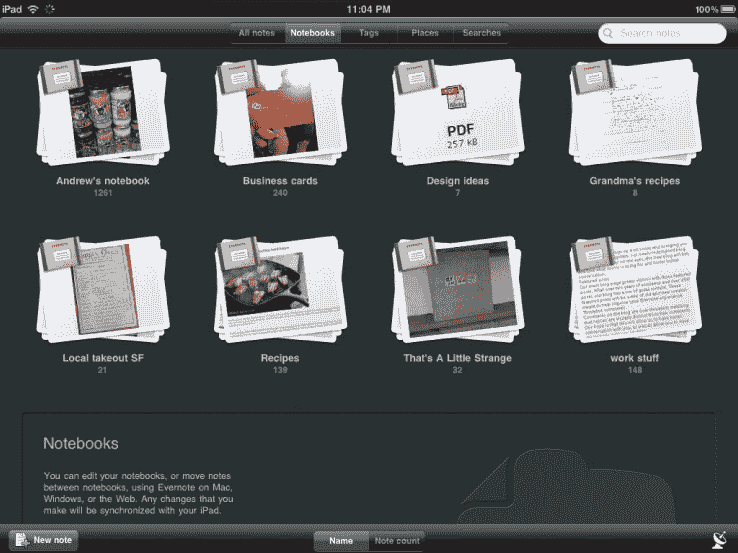 iPad 11:04 PM 100%
All notes Notebooks Tags Places Searches Search notes
PDF
257 kB
Andrew's notebook Business cards Design ideas Grandma's recipes
1261 240 7 8
Local takeout SF Recipes That's A Little Strange work stuff
21 139 32 148
Notebooks
You can edit your notebooks, or move notes
between notebooks, using Evernote on Mac,
Windows, or the Web. Any changes that you
make will be synchronized with your iPad.
New note Name Note count